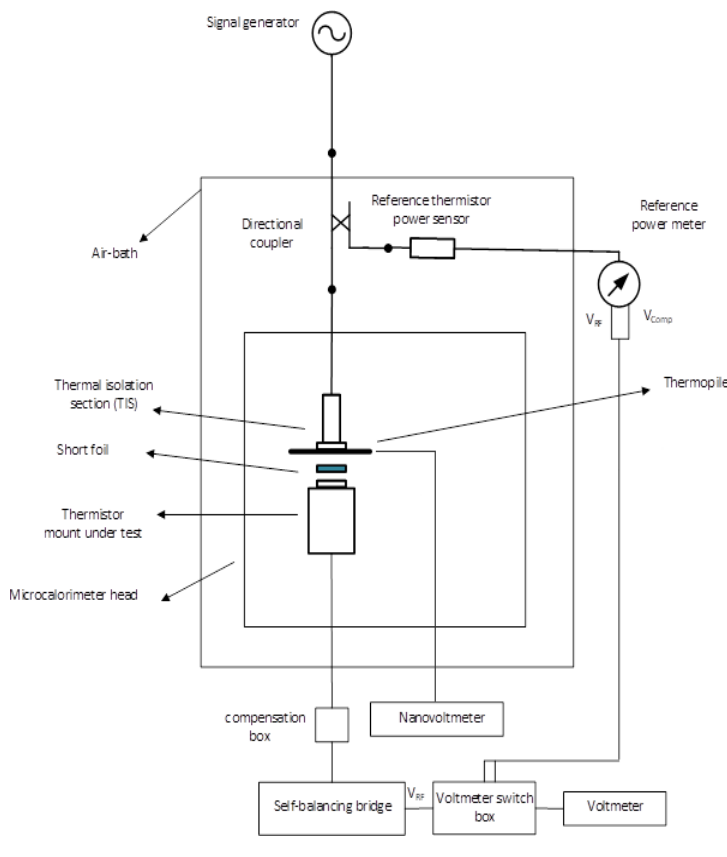 Signal generator
Reference thermistor
power sensor
Reference
power meter
Directional
coupler
Air-bath
V_RF
V_Comp
Thermal isolation
section (TIS)
Thermopile
Short foil
Thermistor
mount under test
Microcalorimeter head
compensation
box
Nanovoltmeter
Self-balancing bridge
V_RF
Voltmeter switch
box
Voltmeter